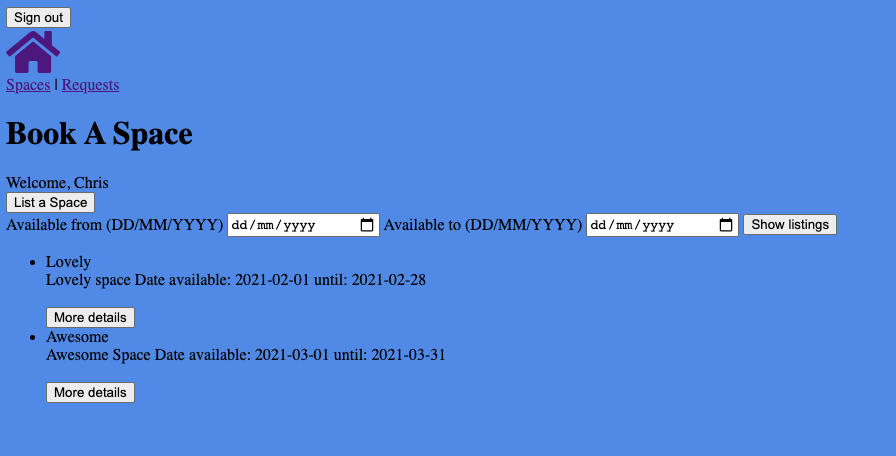 Sign out
Spaces | Requests
Book A Space
Welcome, Chris
List a Space
Available from (DD/MM/YYYY) dd/mm/yyyy Available to (DD/MM/YYYY) dd/mm/yyyy Show listings
Lovely
Lovely space Date available: 2021-02-01 until: 2021-02-28
More details
Awesome
Awesome Space Date available: 2021-03-01 until: 2021-03-31
More details